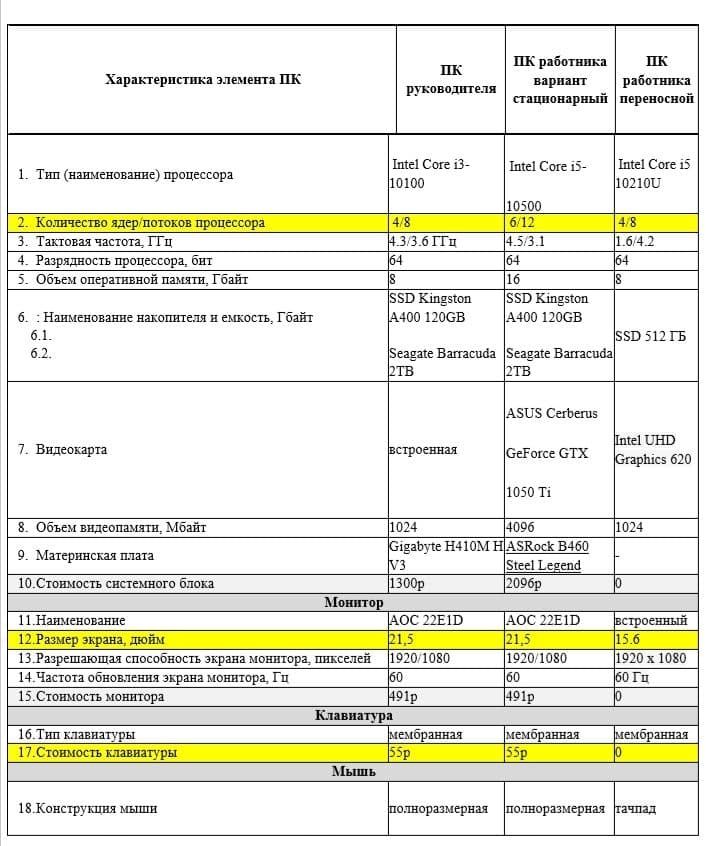 Характеристика элемента ПК
ПК
руководителя
ПК работника
вариант
стационарный
ПК
работника
переносной
1. Тип (наименование) процессора
Intel Core i3-
10100
Intel Core i5-
10500
Intel Core i5
10210U
2. Количество ядер/потоков процессора 4/8 6/12 4/8
3. Тактовая частота, ГГц 4.3/3.6 ГГц 4.5/3.1 1.6/4.2
4. Разрядность процессора, бит 64 64 64
5. Объем оперативной памяти, Гбайт 8 16 8
6. : Наименование накопителя и емкость, Гбайт
6.1.
6.2.
SSD Kingston
A400 120GB
Seagate Barracuda
2TB
SSD Kingston
A400 120GB
Seagate Barracuda
2TB
SSD 512 ГБ
7. Видеокарта
встроенная
ASUS Cerberus
GeForce GTX
1050 Ti
Intel UHD
Graphics 620
8. Объем видеопамяти, Мбайт 1024 4096 1024
9. Материнская плата
Gigabyte H410M H
V3
ASRock B460
Steel Legend
-
10.Стоимость системного блока 1300р 2096р 0
Монитор
11.Наименование AOC 22E1D AOC 22E1D встроенный
12.Размер экрана, дюйм 21,5 21,5 15.6
13.Разрешающая способность экрана монитора, пикселей 1920/1080 1920/1080 1920 x 1080
14.Частота обновления экрана монитора, Гц 60 60 60 Гц
15.Стоимость монитора 491р 491р 0
Клавиатура
16.Тип клавиатуры мембранная мембранная мембранная
17.Стоимость клавиатуры 55р 55р 0
Мышь
18.Конструкция мыши полноразмерная полноразмерная тачпад